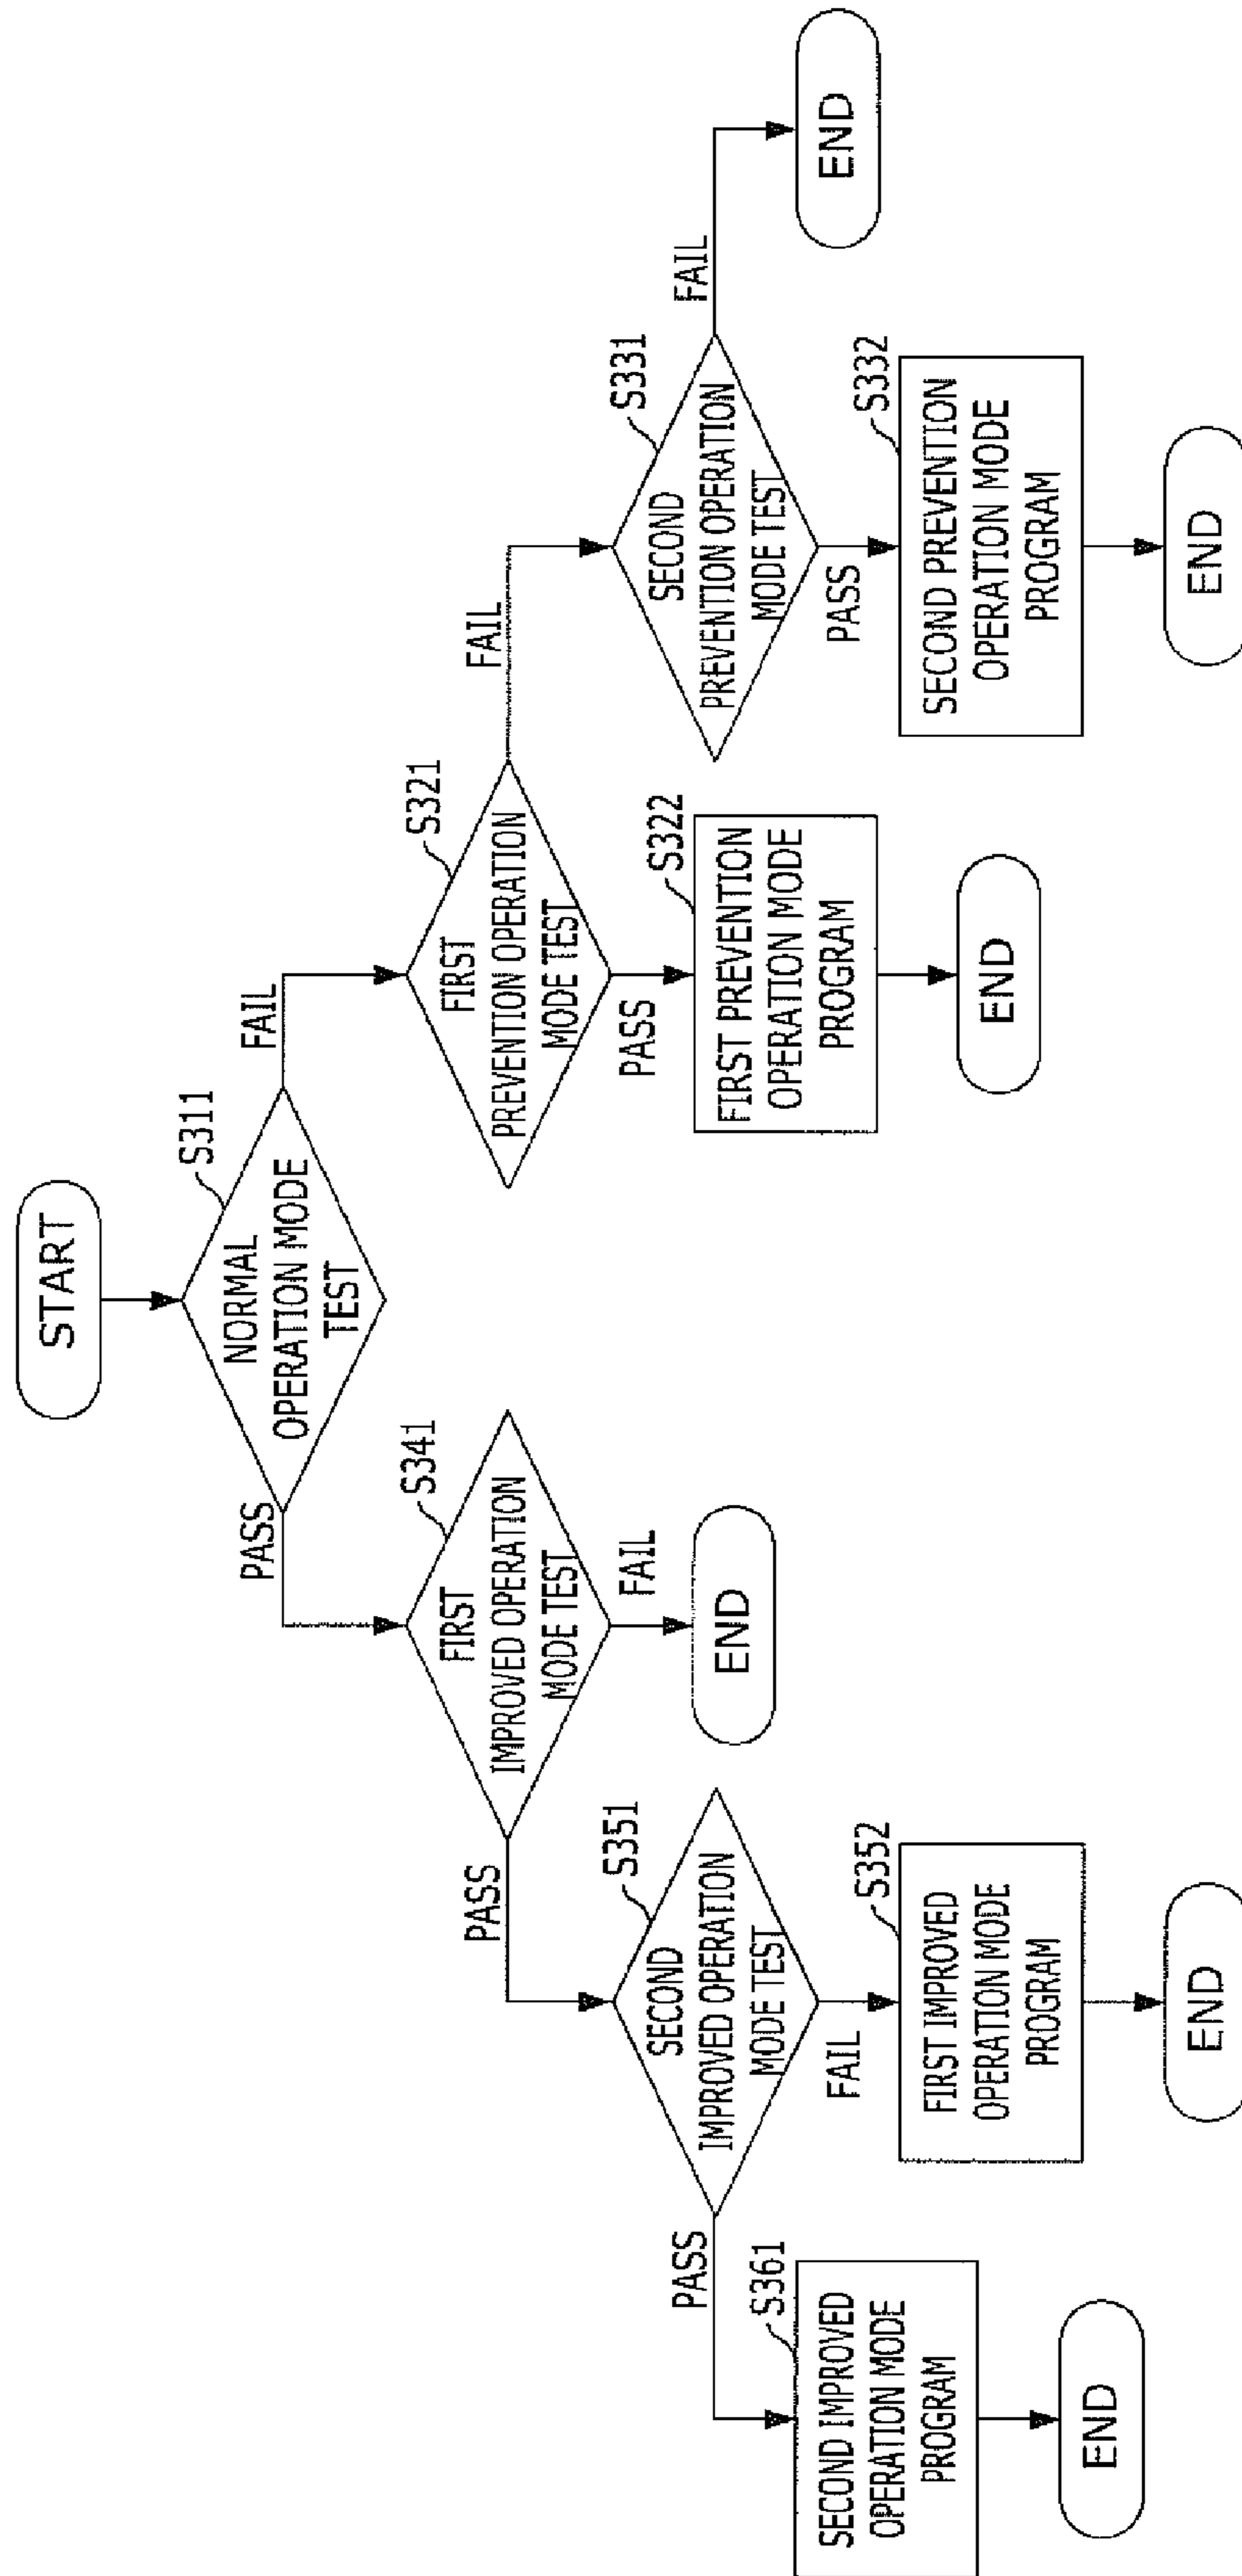 START
S311
NORMAL
OPERATION MODE
TEST
PASS
FAIL
S341
FIRST
IMPROVED OPERATION
MODE TEST
S321
FIRST
PREVENTION OPERATION
MODE TEST
PASS
FAIL
PASS
FAIL
S351
SECOND
IMPROVED OPERATION
MODE TEST
END
S322
FIRST PREVENTION
OPERATION MODE
PROGRAM
S331
SECOND
PREVENTION OPERATION
MODE TEST
PASS
FAIL
PASS
FAIL
S361
SECOND IMPROVED
OPERATION MODE
PROGRAM
S352
FIRST IMPROVED
OPERATION MODE
PROGRAM
END
S332
SECOND PREVENTION
OPERATION MODE
PROGRAM
END
END
END
END